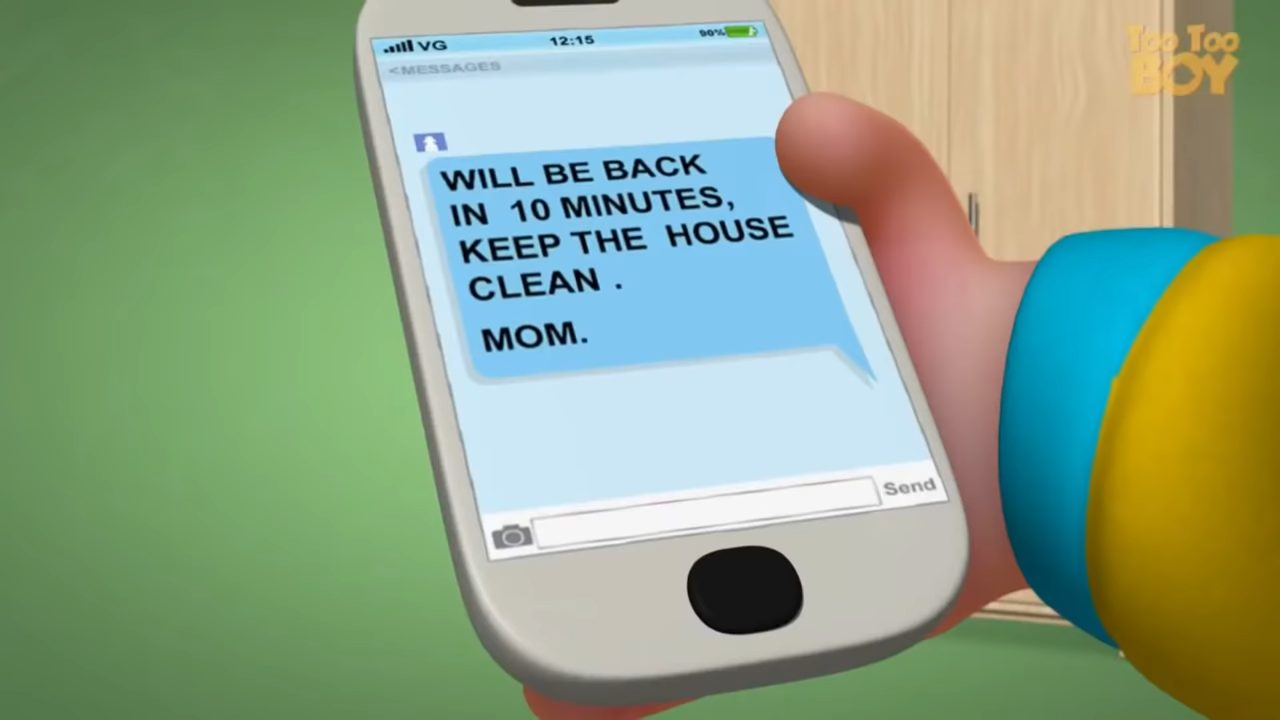 VG 12:15 90%
<MESSAGES
WILL BE BACK
IN 10 MINUTES,
KEEP THE HOUSE
CLEAN .
MOM.
Send
Too Too
BOY